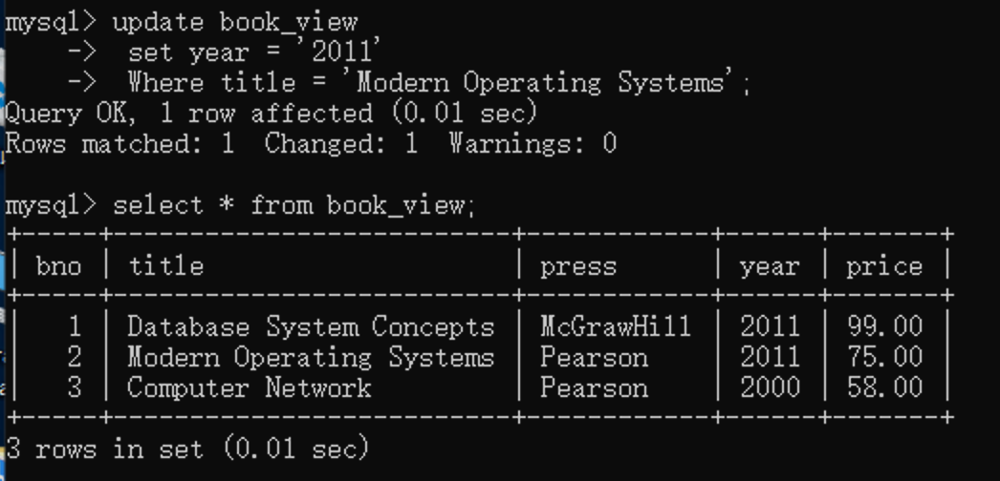 mysql> update book_view
    ->  set year = '2011'
    ->  Where title = 'Modern Operating Systems';
Query OK, 1 row affected (0.01 sec)
Rows matched: 1  Changed: 1  Warnings: 0
mysql> select * from book_view;
+-----+--------------------------+------------+------+-------+
| bno | title                    | press      | year | price |
+-----+--------------------------+------------+------+-------+
|   1 | Database System Concepts | McGrawHill | 2011 | 99.00 |
|   2 | Modern Operating Systems | Pearson    | 2011 | 75.00 |
|   3 | Computer Network         | Pearson    | 2000 | 58.00 |
+-----+--------------------------+------------+------+-------+
3 rows in set (0.01 sec)